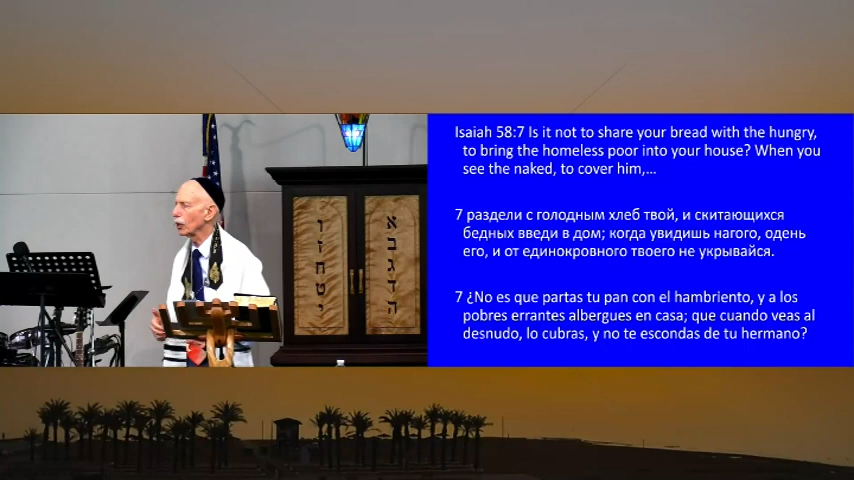 א
ב
ג
ד
ה
ו
ז
ח
ט
י
Isaiah 58:7 Is it not to share your bread with the hungry,
to bring the homeless poor into your house? When you
see the naked, to cover him,…
7 раздели с голодным хлеб твой, и скитающихся
бедных введи в дом; когда увидишь нагого, одень
его, и от единокровного твоего не укрывайся.
7 ¿No es que partas tu pan con el hambriento, y a los
pobres errantes albergues en casa; que cuando veas al
desnudo, lo cubras, y no te escondas de tu hermano?